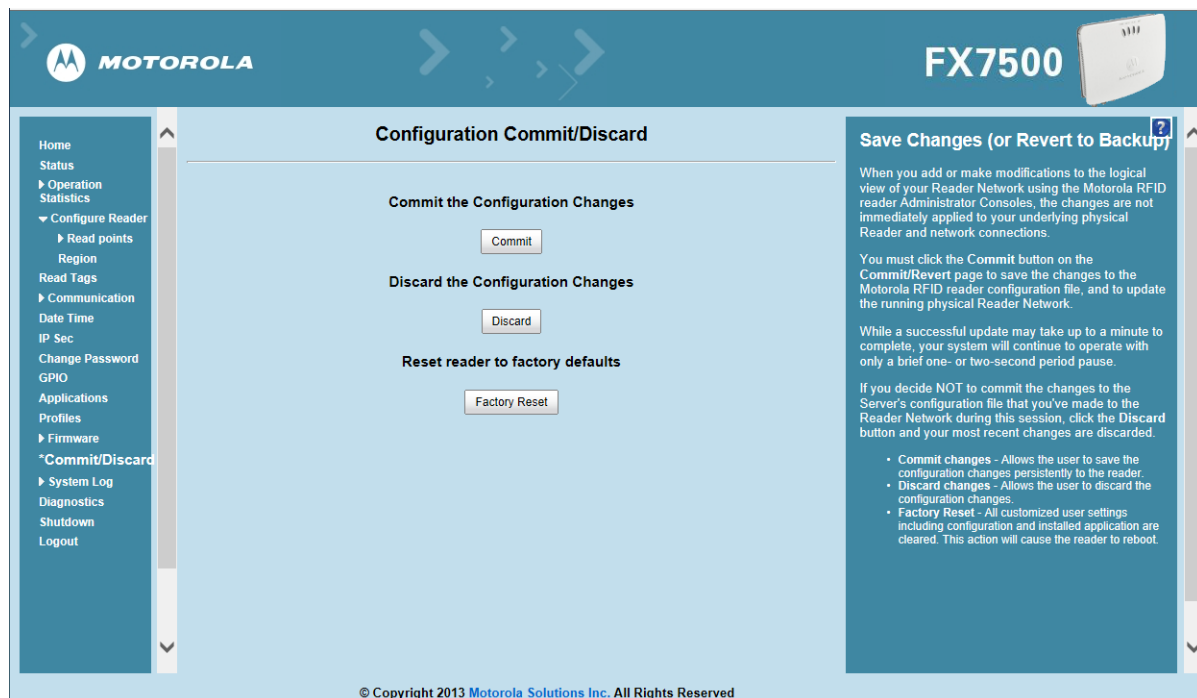 MOTOROLA
FX7500
Home
Status
Operation
Statistics
Configure Reader
Read points
Region
Read Tags
Communication
Date Time
IP Sec
Change Password
GPIO
Applications
Profiles
Firmware
*Commit/Discard
System Log
Diagnostics
Shutdown
Logout
Configuration Commit/Discard
Commit the Configuration Changes
Commit
Discard the Configuration Changes
Discard
Reset reader to factory defaults
Factory Reset
?
Save Changes (or Revert to Backup)
When you add or make modifications to the logical
view of your Reader Network using the Motorola RFID
reader Administrator Consoles, the changes are not
immediately applied to your underlying physical
Reader and network connections.
You must click the Commit button on the
Commit/Revert page to save the changes to the
Motorola RFID reader configuration file, and to update
the running physical Reader Network.
While a successful update may take up to a minute to
complete, your system will continue to operate with
only a brief one- or two-second period pause.
If you decide NOT to commit the changes to the
Server's configuration file that you've made to the
Reader Network during this session, click the Discard
button and your most recent changes are discarded.
• Commit changes - Allows the user to save the
configuration changes persistently to the reader.
• Discard changes - Allows the user to discard the
configuration changes.
• Factory Reset - All customized user settings
including configuration and installed application are
cleared. This action will cause the reader to reboot.
© Copyright 2013 Motorola Solutions Inc. All Rights Reserved